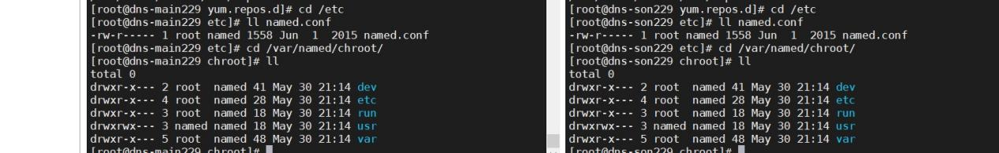 [root@dns-main229 yum.repos.d]# cd /etc
[root@dns-main229 etc]# ll named.conf
-rw-r----- 1 root named 1558 Jun  1  2015 named.conf
[root@dns-main229 etc]# cd /var/named/chroot/
[root@dns-main229 chroot]# ll
total 0
drwxr-x--- 2 root  named 41 May 30 21:14 dev
drwxr-x--- 4 root  named 28 May 30 21:14 etc
drwxr-x--- 3 root  named 18 May 30 21:14 run
drwxrwx--- 3 named named 18 May 30 21:14 usr
drwxr-x--- 5 root  named 48 May 30 21:14 var
[root@dns-main229 chroot]#
[root@dns-son229 yum.repos.d]# cd /etc
[root@dns-son229 etc]# ll named.conf
-rw-r----- 1 root named 1558 Jun  1  2015 named.conf
[root@dns-son229 etc]# cd /var/named/chroot/
[root@dns-son229 chroot]# ll
total 0
drwxr-x--- 2 root  named 41 May 30 21:14 dev
drwxr-x--- 4 root  named 28 May 30 21:14 etc
drwxr-x--- 3 root  named 18 May 30 21:14 run
drwxrwx--- 3 named named 18 May 30 21:14 usr
drwxr-x--- 5 root  named 48 May 30 21:14 var
[root@dns-son229 chroot]#